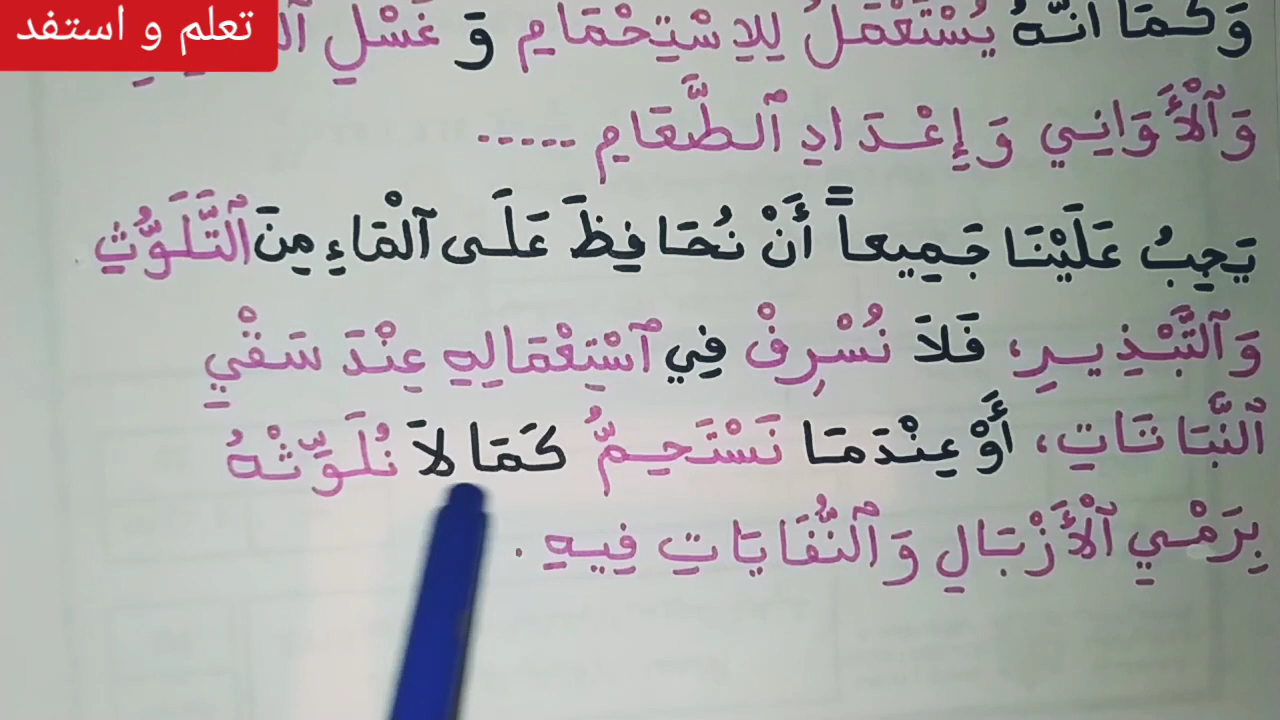 تعلم و استفد
وَكَمَا انَّهُ يُسْتَعْمَلُ لِلِاسْتِحْمَامِ وَ غَسْلِ
وَٱلْأَوَانِي وَإِعْدَادِ ٱلطَّعَامِ .....
يَجِبُ عَلَيْنَا جَمِيعاً أَنْ نُحَافِظَ عَلَى ٱلْمَاءِ مِنَ ٱلتَّلَوُّثِ.
وَٱلتَّبْذِيرِ، فَلَا نُسْرِفْ فِي ٱسْتِعْمَالِهِ عِنْدَ سَقْيِ
ٱلنَّبَاتَاتِ، أَوْ عِنْدَمَا نَسْتَحِمُّ كَمَا لَا نُلَوِّثُهُ
بِرَمْيِ ٱلْأَزْبَالِ وَٱلنُّفَايَاتِ فِيهِ.